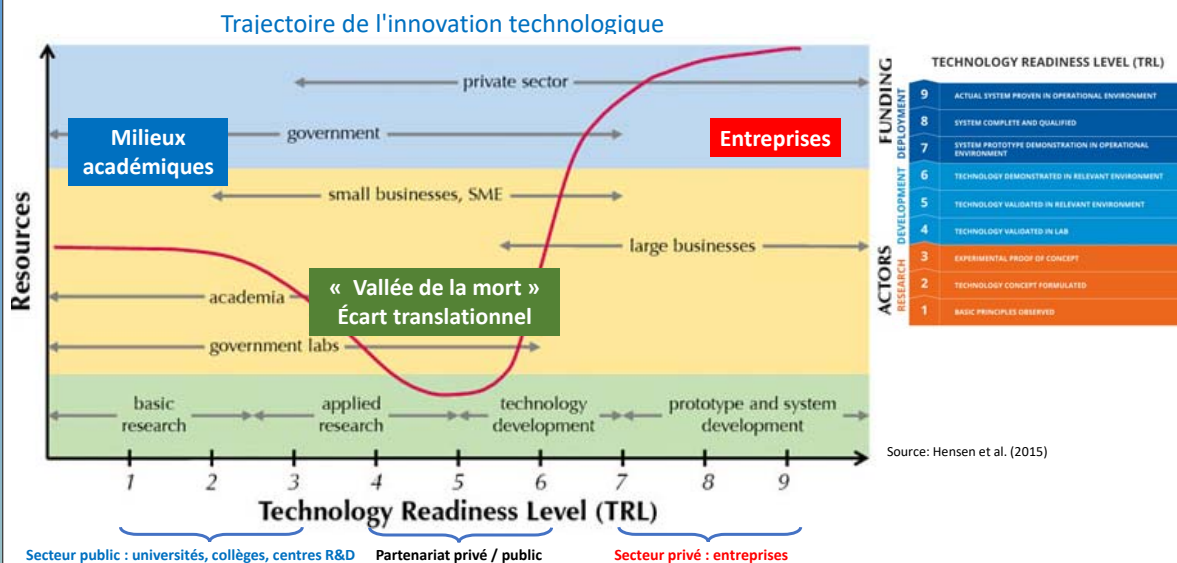 Trajectoire de l'innovation technologique
private sector
government
Milieux
académiques
Entreprises
small businesses, SME
large businesses
academia
« Vallée de la mort »
Écart translationnel
government labs
basic
research
applied
research
technology
development
prototype and system
development
Resources
FUNDING
ACTORS
1 2 3 4 5 6 7 8 9
Technology Readiness Level (TRL)
Secteur public : universités, collèges, centres R&D
Partenariat privé / public
Secteur privé : entreprises
TECHNOLOGY READINESS LEVEL (TRL)
DEPLOYMENT
9 ACTUAL SYSTEM PROVEN IN OPERATIONAL ENVIRONMENT
8 SYSTEM COMPLETE AND QUALIFIED
7 SYSTEM PROTOTYPE DEMONSTRATION IN OPERATIONAL
ENVIRONMENT
DEVELOPMENT
6 TECHNOLOGY DEMONSTRATED IN RELEVANT ENVIRONMENT
5 TECHNOLOGY VALIDATED IN RELEVANT ENVIRONMENT
4 TECHNOLOGY VALIDATED IN LAB
RESEARCH
3 EXPERIMENTAL PROOF OF CONCEPT
2 TECHNOLOGY CONCEPT FORMULATED
1 BASIC PRINCIPLES OBSERVED
Source: Hensen et al. (2015)